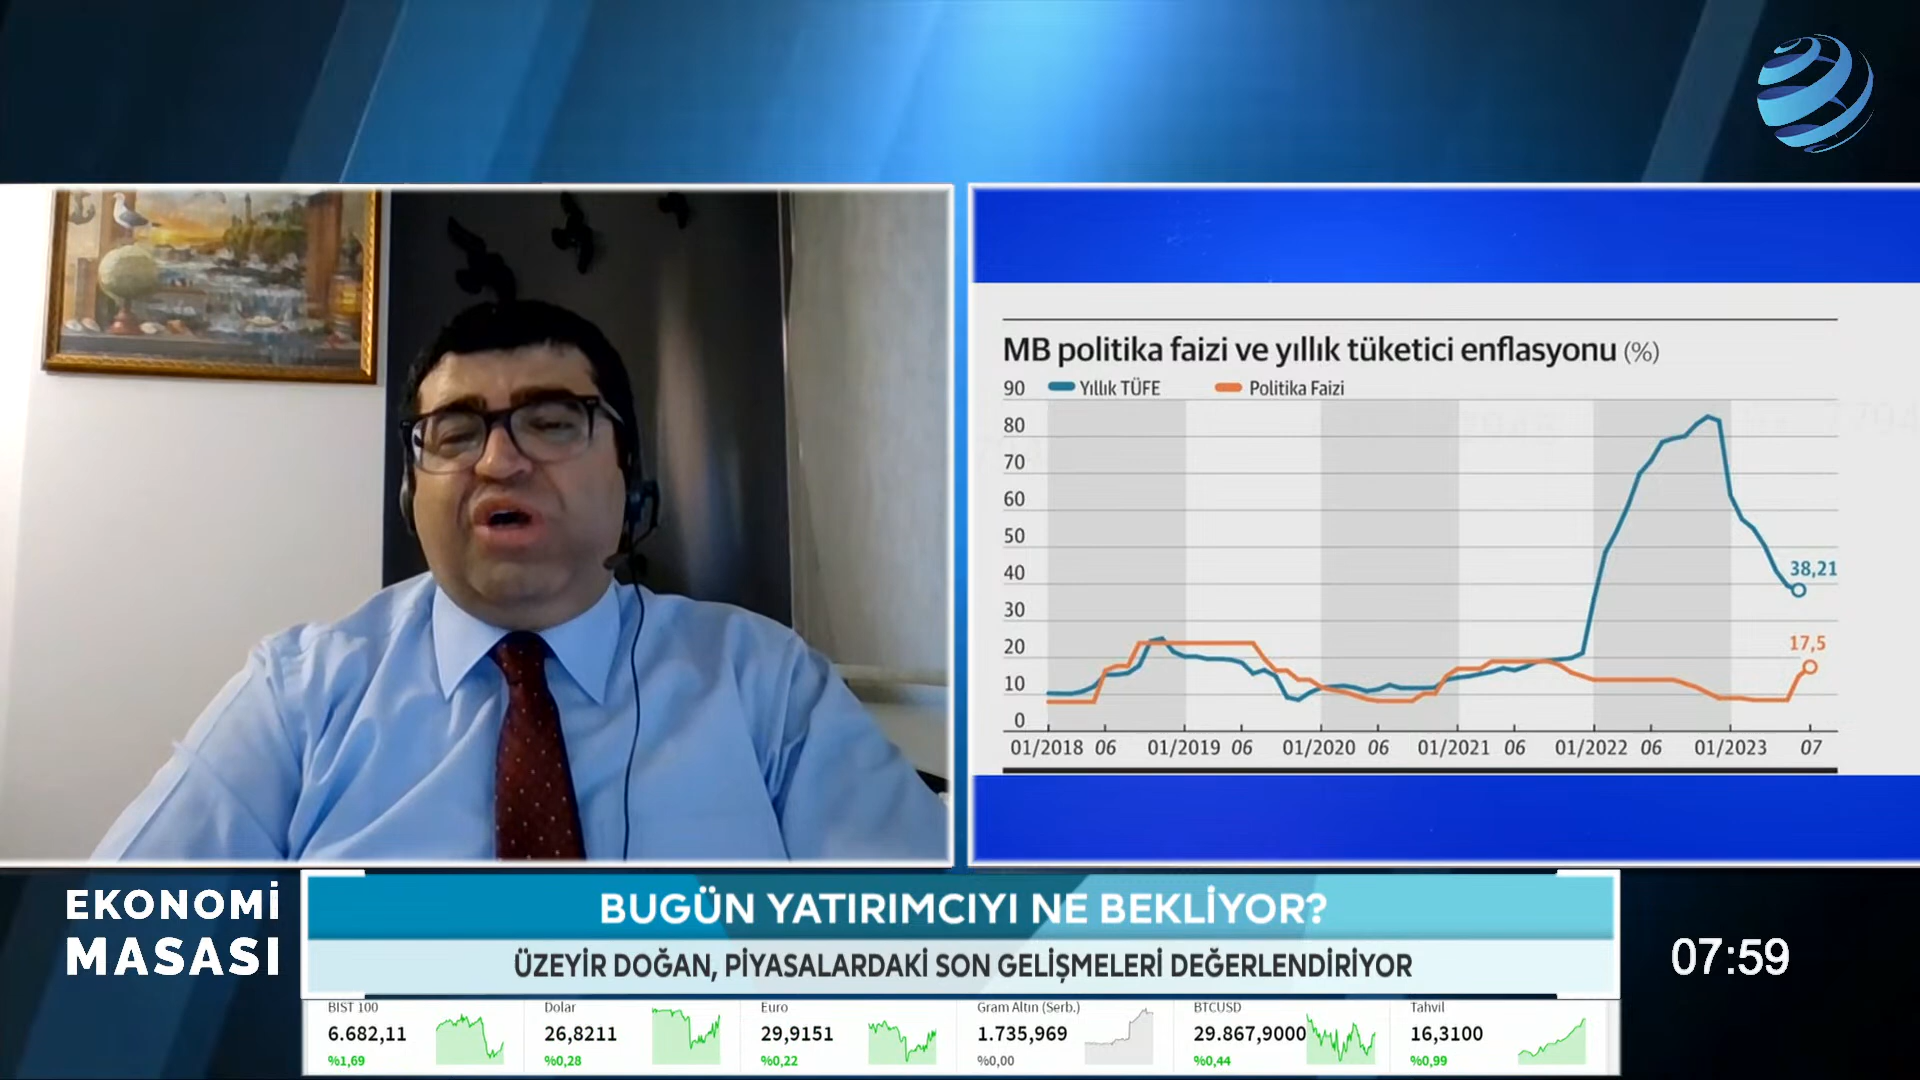 MB politika faizi ve yıllık tüketici enflasyonu (%)
Yıllık TÜFE
Politika Faizi
90
80
70
60
50
40
30
20
10
0
38,21
17,5
01/2018 06 01/2019 06 01/2020 06 01/2021 06 01/2022 06 01/2023 07
EKONOMİ
MASASI
BUGÜN YATIRIMCIYI NE BEKLİYOR?
ÜZEYİR DOĞAN, PİYASALARDAKİ SON GELİŞMELERİ DEĞERLENDİRİYOR
07:59
BIST 100
6.682,11
%1,69
Dolar
26,8211
%0,28
Euro
29,9151
%0,22
Gram Altın (Serb.)
1.735,969
%0,00
BTCUSD
29.867,9000
%0,44
Tahvil
16,3100
%0,99